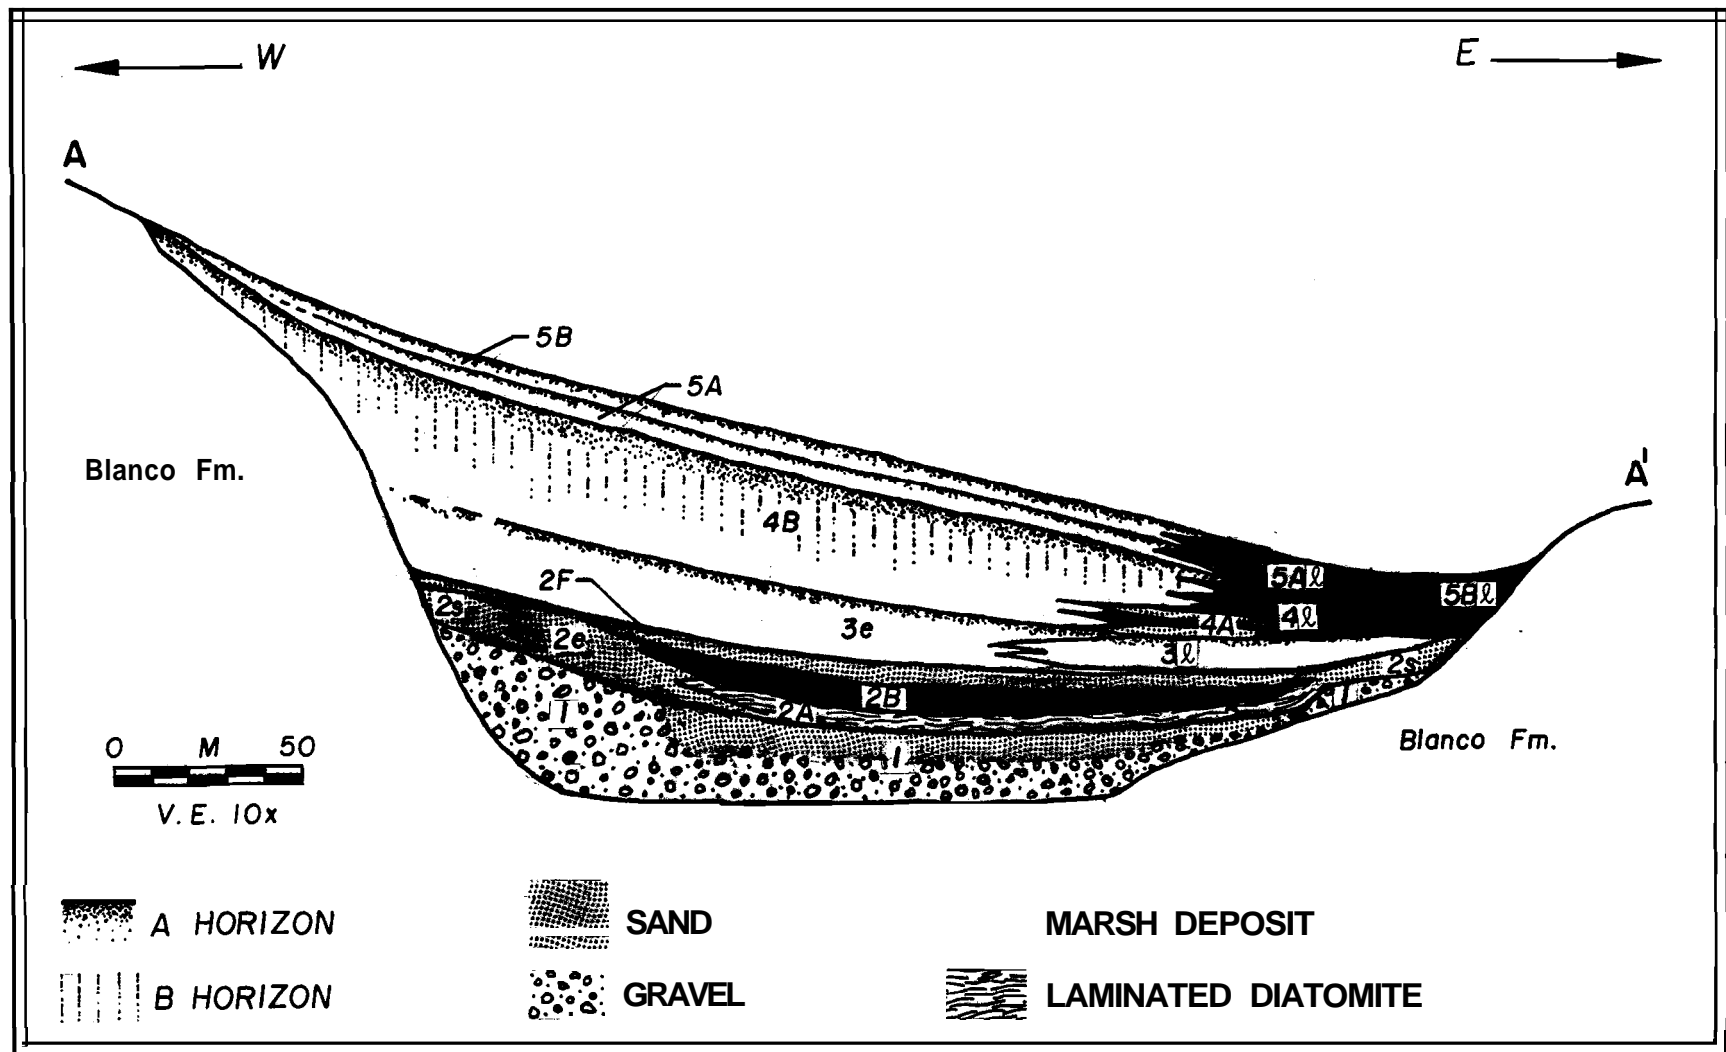 W
E
A
5B
5A
Blanco Fm.
A'
4B
2F
5Aℓ
5Bℓ
2s
2e
3e
4A
4ℓ
3ℓ
2s
1
2A
2B
1
1
Blanco Fm.
0 M 50
V.E. 10x
A HORIZON
SAND
MARSH DEPOSIT
B HORIZON
GRAVEL
LAMINATED DIATOMITE